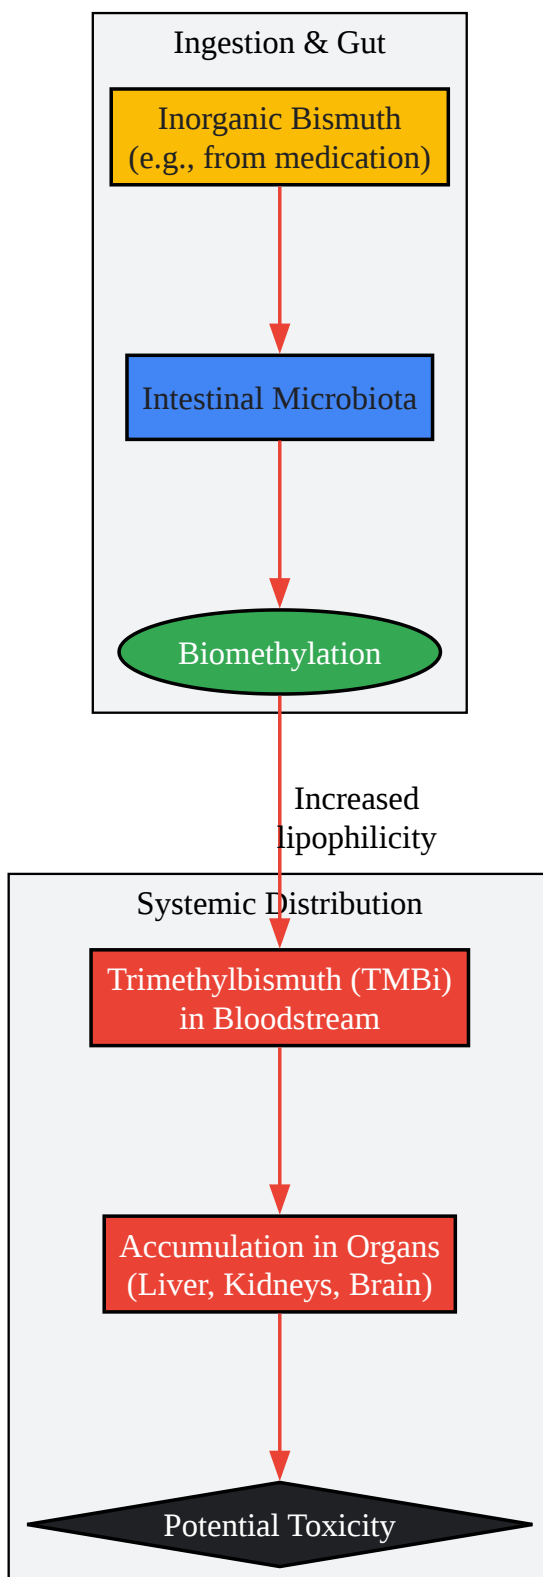 Ingestion & Gut
Inorganic Bismuth
(e.g., from medication)
Intestinal Microbiota
Biomethylation
Increased
lipophilicity
Systemic Distribution
Trimethylbismuth (TMBi)
in Bloodstream
Accumulation in Organs
(Liver, Kidneys, Brain)
Potential Toxicity